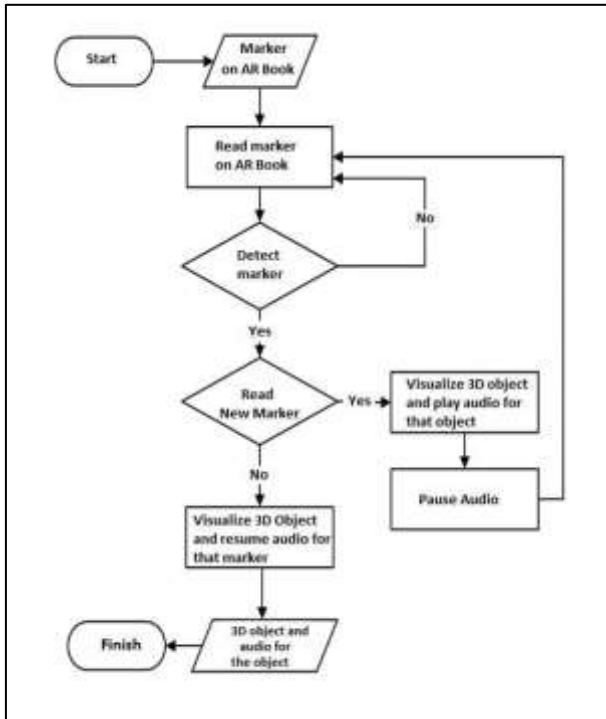 Start
Marker
on AR Book
Read marker
on AR Book
No
Detect
marker
Yes
Read
New Marker
Yes
Visualize 3D object
and play audio for
that object
Pause Audio
No
Visualize 3D Object
and resume audio for
that marker
3D object and
audio for
the object
Finish